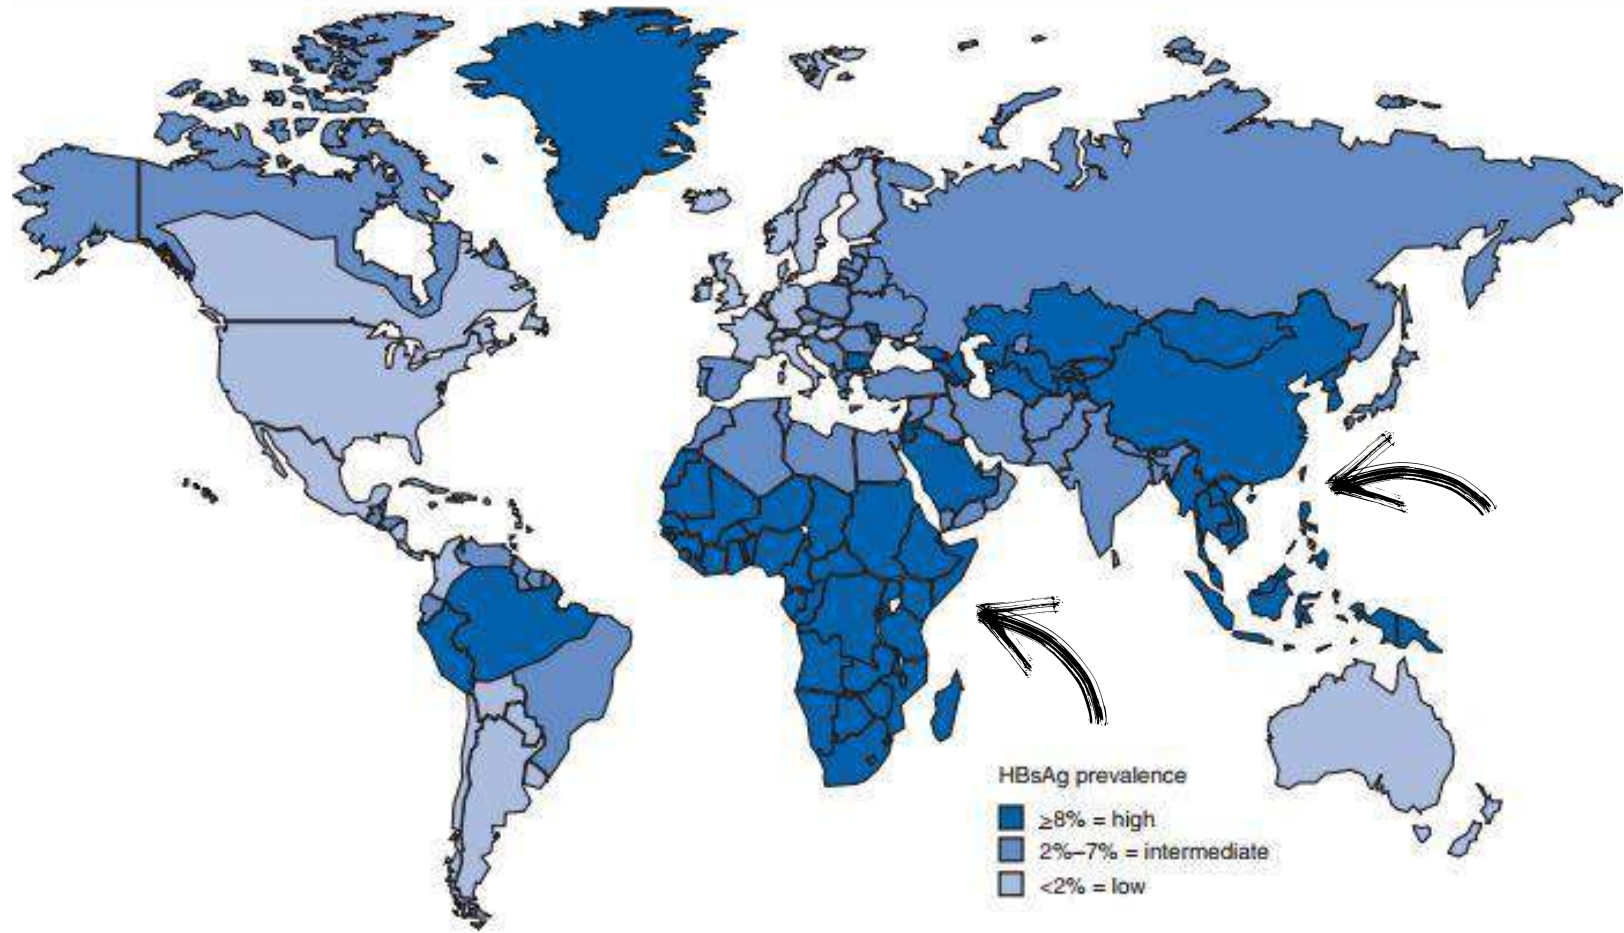 HBsAg prevalence
≥8% = high
2%–7% = intermediate
<2% = low